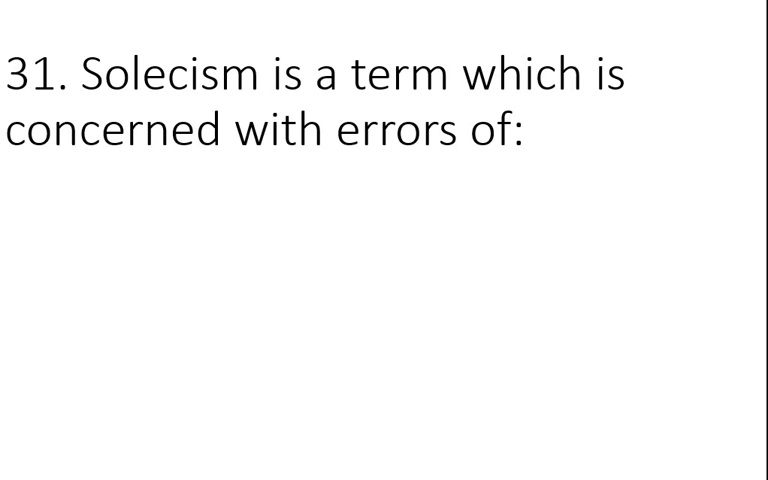 31. Solecism is a term which is
concerned with errors of: